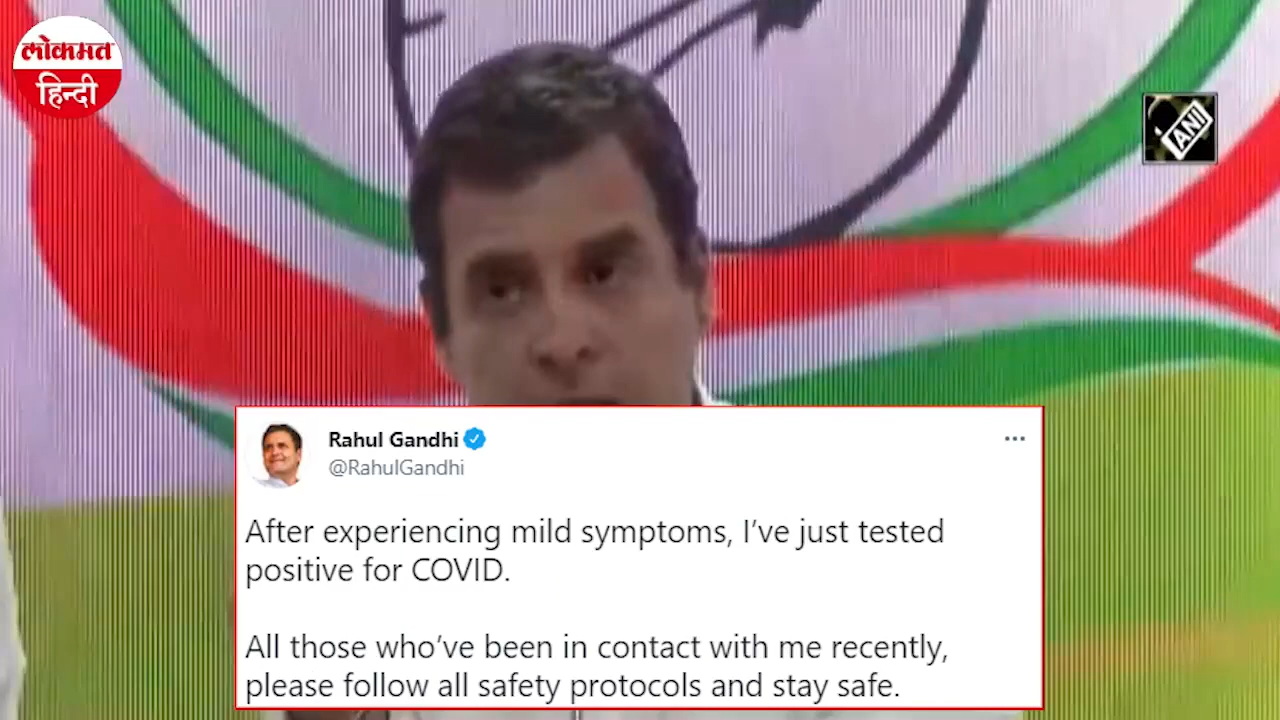 लोकमत
हिन्दी
ANI
Rahul Gandhi
@RahulGandhi
After experiencing mild symptoms, I’ve just tested
positive for COVID.
All those who’ve been in contact with me recently,
please follow all safety protocols and stay safe.